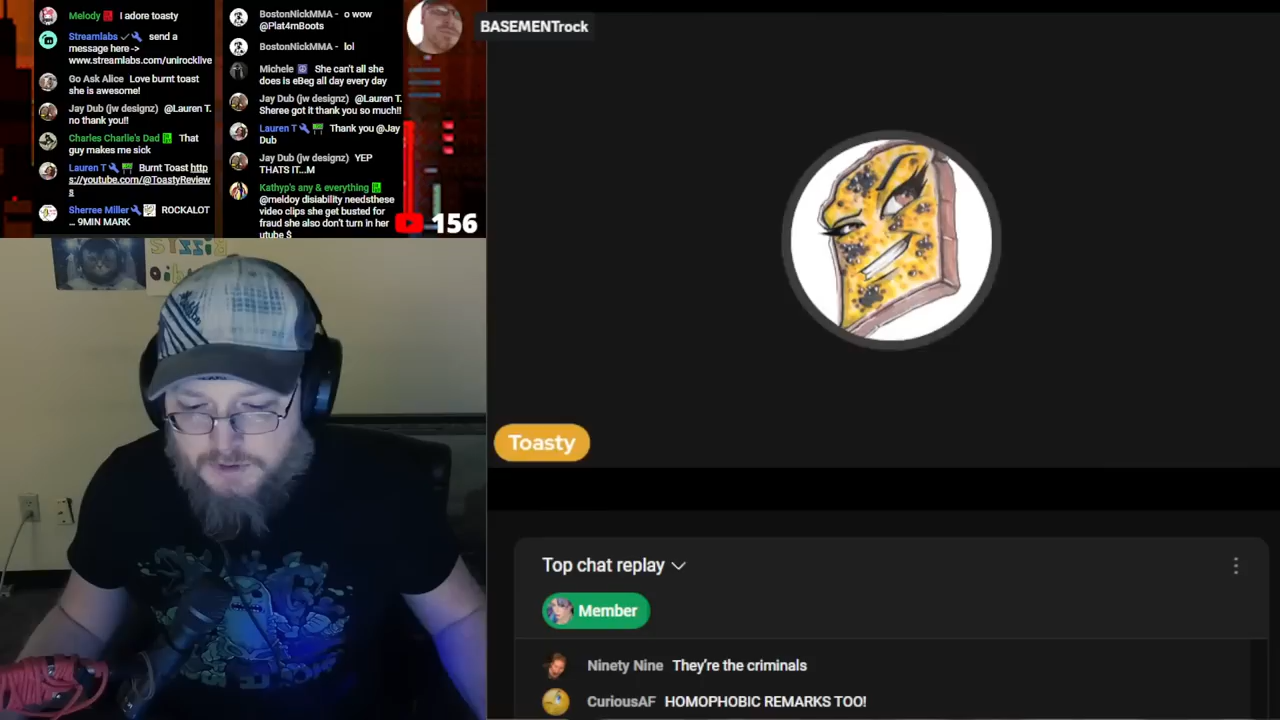 Melody I adore toasty
Streamlabs send a
message here ->
www.streamlabs.com/unirocklive
Go Ask Alice Love burnt toast
she is awesome!
Jay Dub (jw designz) @Lauren T.
no thank you!!
Charles Charlie's Dad That
guy makes me sick
Lauren T Burnt Toast http
s://youtube.com/@ToastyReview
s
Sherree Miller ROCKALOT
... 9MIN MARK
BostonNickMMA - o wow
@Plat4rnBoots
BostonNickMMA - lol
Michele She can't all she
does is eBeg all day every day
Jay Dub (jw designz) @Lauren T.
Sheree got it thank you so much!!
Lauren T Thank you @Jay
Dub
Jay Dub (jw designz) YEP
THATS IT...M
Kathyp's any & everything
@meldoy disiability needsthese
video clips she get busted for
fraud she also don't turn in her
utube $
156
BASEMENTrock
Toasty
Top chat replay
Member
Ninety Nine They're the criminals
CuriousAF HOMOPHOBIC REMARKS TOO!